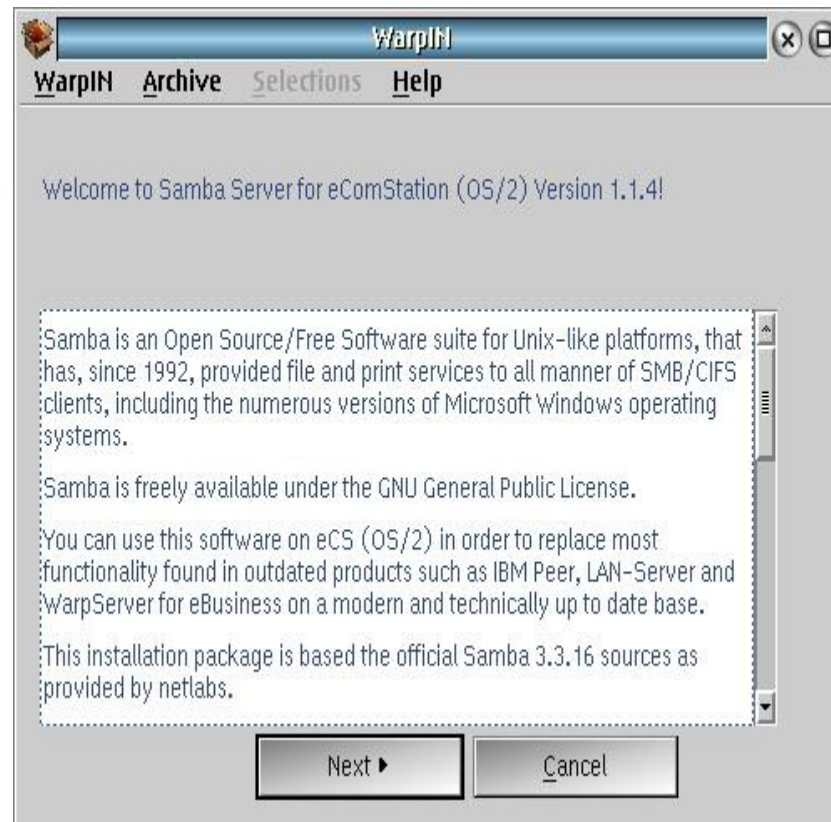 WarpIN
WarpIN Archive Selections Help
Welcome to Samba Server for eComStation (OS/2) Version 1.1.4!
Samba is an Open Source/Free Software suite for Unix-like platforms, that
has, since 1992, provided file and print services to all manner of SMB/CIFS
clients, including the numerous versions of Microsoft Windows operating
systems.
Samba is freely available under the GNU General Public License.
You can use this software on eCS (OS/2) in order to replace most
functionality found in outdated products such as IBM Peer, LAN-Server and
WarpServer for eBusiness on a modern and technically up to date base.
This installation package is based the official Samba 3.3.16 sources as
provided by netlabs.
Next
Cancel